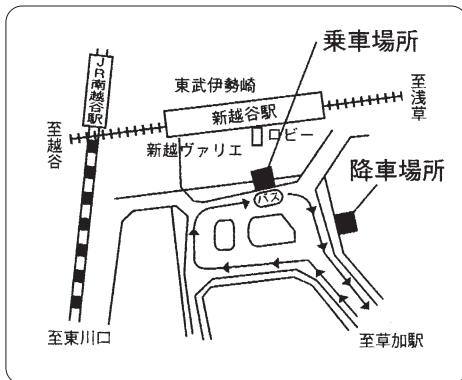 乗車場所
JR南越谷駅
東武伊勢崎
至浅草
新越谷駅
至越谷
ロビー
新越ヴァリエ
降車場所
バス
至東川口
至草加駅